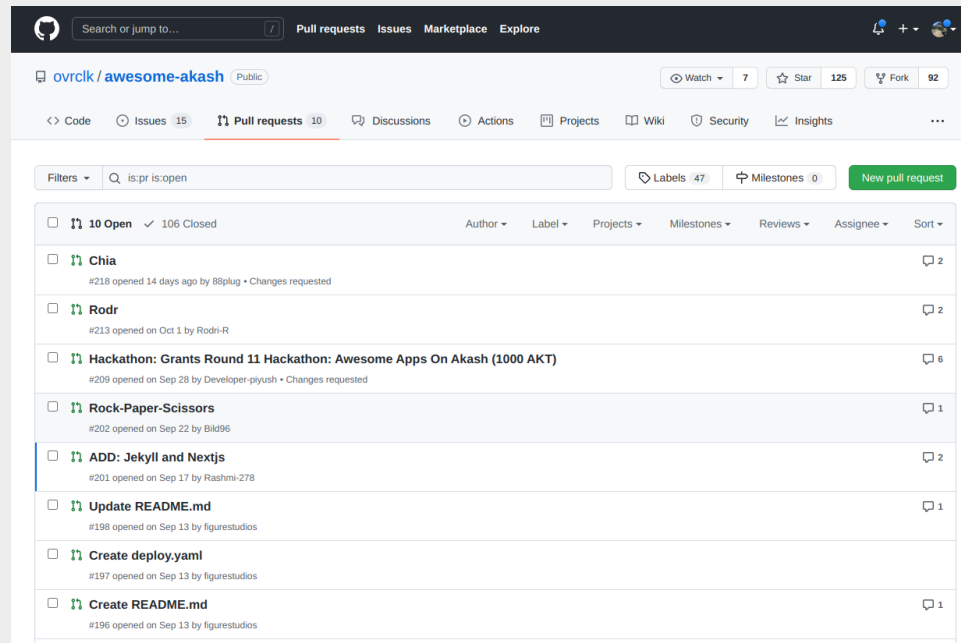 Search or jump to... / Pull requests Issues Marketplace Explore
ovrclk / awesome-akash Public Watch 7 Star 125 Fork 92
Code Issues 15 Pull requests 10 Discussions Actions Projects Wiki Security Insights ...
Filters is:pr is:open Labels 47 Milestones 0 New pull request
10 Open 106 Closed Author Label Projects Milestones Reviews Assignee Sort
Chia 2
#218 opened 14 days ago by 88plug • Changes requested
Rodr 2
#213 opened on Oct 1 by Rodri-R
Hackathon: Grants Round 11 Hackathon: Awesome Apps On Akash (1000 AKT) 6
#209 opened on Sep 28 by Developer-piyush • Changes requested
Rock-Paper-Scissors 1
#202 opened on Sep 22 by Bild96
ADD: Jekyll and Nextjs 2
#201 opened on Sep 17 by Rashmi-278
Update README.md 1
#198 opened on Sep 13 by figurestudios
Create deploy.yaml
#197 opened on Sep 13 by figurestudios
Create README.md 1
#196 opened on Sep 13 by figurestudios